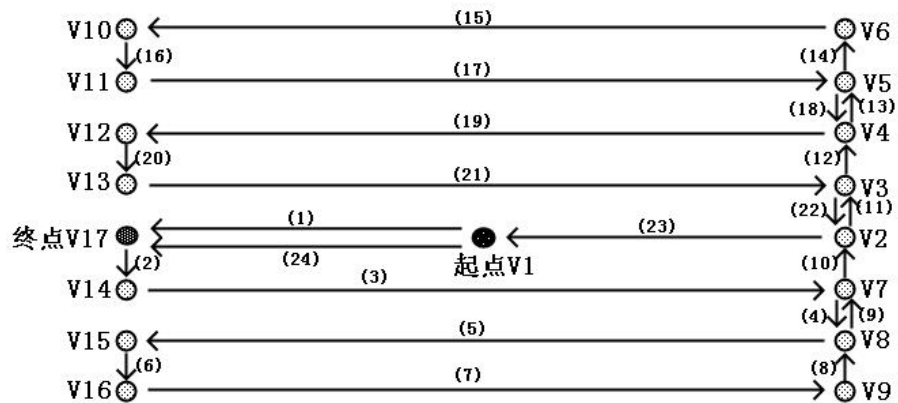 (15)
V10 V6
(16) (14)
(17)
V11 V5
(18) (13)
(19)
V12 V4
(20) (12)
(21)
V13 V3
(1) (22) (11)
(23)
终点V17 V2
(2) (24) 起点V1 (10)
(3)
V14 V7
(4) (9)
(5)
V15 V8
(6) (8)
(7)
V16 V9